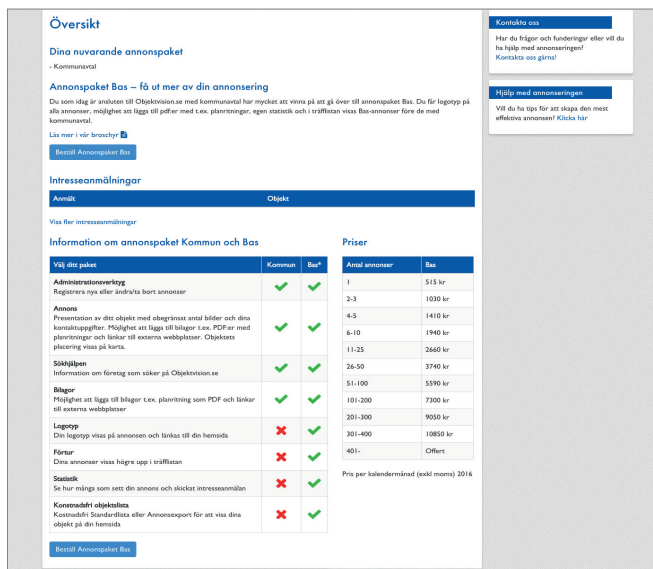 Översikt
Dina nuvarande annonspaket
- Kommunavtal
Annonspaket Bas – få ut mer av din annonsering
Du som idag är ansluten till Objektvision.se med kommunavtal har mycket att vinna på att gå över till annonspaket Bas. Du får logotyp på
alla annonser, möjlighet att lägga till pdf:er med t.ex. planritningar, egen statistik och i träfflistan visas Bas-annonser före de med
kommunavtal.
Läs mer i vår broschyr
Beställ Annonspaket Bas
Intresseanmälningar
Anmält Objekt
Visa fler intresseanmälningar
Information om annonspaket Kommun och Bas
Välj ditt paket Kommun Bas*
Administrationsverktyg
Registrera nya eller ändra/ta bort annonser
Annons
Presentation av ditt objekt med obegränsat antal bilder och dina
kontaktuppgifter. Möjlighet att lägga till bilagor t.ex. PDF:er med
planritningar och länkar till externa webbplatser. Objektets
placering visas på karta.
Sökhjälpen
Information om företag som söker på Objektvision.se
Bilagor
Möjlighet att lägga till bilagor t.ex. planritning som PDF och länkar
till externa webbplatser
Logotyp
Din logotyp visas på annonsen och länkas till din hemsida
Förtur
Dina annonser visas högre upp i träfflistan
Statistik
Se hur många som sett din annons och skickat intresseanmälan
Konstnadsfri objektslista
Kostnadsfri Standardlista eller Annonsexport för att visa dina
objekt på din hemsida
Beställ Annonspaket Bas
Priser
Antal annonser Bas
1 515 kr
2-3 1030 kr
4-5 1410 kr
6-10 1940 kr
11-25 2660 kr
26-50 3740 kr
51-100 5590 kr
101-200 7300 kr
201-300 9050 kr
301-400 10850 kr
401- Offert
Pris per kalendermånad (exkl moms) 2016
Kontakta oss
Har du frågor och funderingar eller vill du
ha hjälp med annonseringen?
Kontakta oss gärna!
Hjälp med annonseringen
Vill du ha tips för att skapa den mest
effektiva annonsen? Klicka här